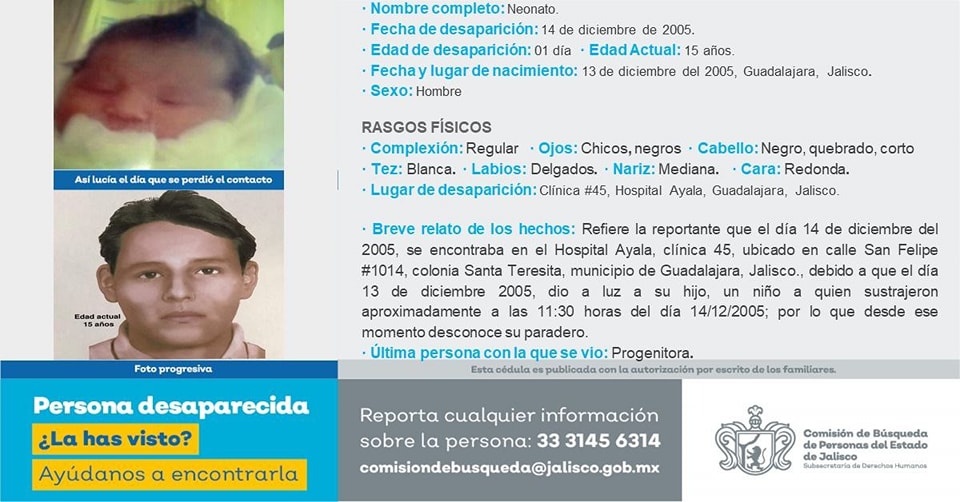 · Nombre completo: Neonato.
· Fecha de desaparición: 14 de diciembre de 2005.
· Edad de desaparición: 01 día · Edad Actual: 15 años.
· Fecha y lugar de nacimiento: 13 de diciembre del 2005, Guadalajara, Jalisco.
· Sexo: Hombre
RASGOS FÍSICOS
· Complexión: Regular · Ojos: Chicos, negros · Cabello: Negro, quebrado, corto
· Tez: Blanca. · Labios: Delgados. · Nariz: Mediana. · Cara: Redonda.
· Lugar de desaparición: Clínica #45, Hospital Ayala, Guadalajara, Jalisco.
· Breve relato de los hechos: Refiere la reportante que el día 14 de diciembre del
2005, se encontraba en el Hospital Ayala, clínica 45, ubicado en calle San Felipe
#1014, colonia Santa Teresita, municipio de Guadalajara, Jalisco., debido a que el día
13 de diciembre 2005, dio a luz a su hijo, un niño a quien sustrajeron
aproximadamente a las 11:30 horas del día 14/12/2005; por lo que desde ese
momento desconoce su paradero.
· Última persona con la que se vio: Progenitora.
Así lucía el día que se perdió el contacto
Edad actual
15 años
Foto progresiva
Esta cédula es publicada con la autorización por escrito de los familiares.
Persona desaparecida
¿La has visto?
Ayúdanos a encontrarla
Reporta cualquier información
sobre la persona: 33 3145 6314
comisiondebusqueda@jalisco.gob.mx
Comisión de Búsqueda
de Personas del Estado
de Jalisco
Subsecretaría de Derechos Humanos